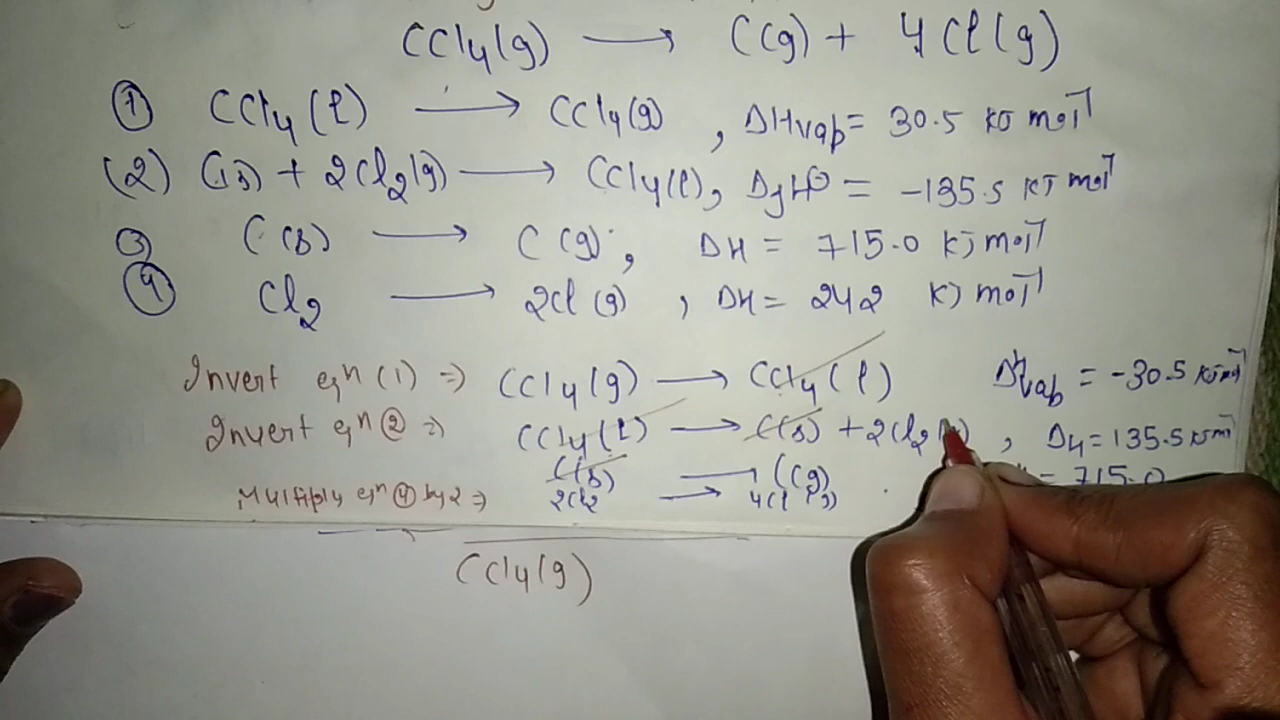 CCl4(g) → C(g) + 4Cl(g)
① CCl4(l) → CCl4(g) , ΔHvap = 30.5 kJ mol⁻¹
(2) C(s) + 2Cl2(g) → CCl4(l), ΔfH° = -135.5 kJ mol⁻¹
③ C(s) → C(g), ΔH = 715.0 kJ mol⁻¹
④ Cl2 → 2Cl(g) , ΔH = 242 kJ mol⁻¹
Invert eqn (1) ⇒ CCl4(g) → CCl4(l) ΔHvap = -30.5 kJ mol⁻¹
Invert eqn ② ⇒ CCl4(l) → C(s) + 2Cl2 , ΔH = 135.5
C(s) → C(g) = 715.0
Multiply eqn ④ by 2 ⇒ 2Cl2 → 4Cl(g)
CCl4(g)